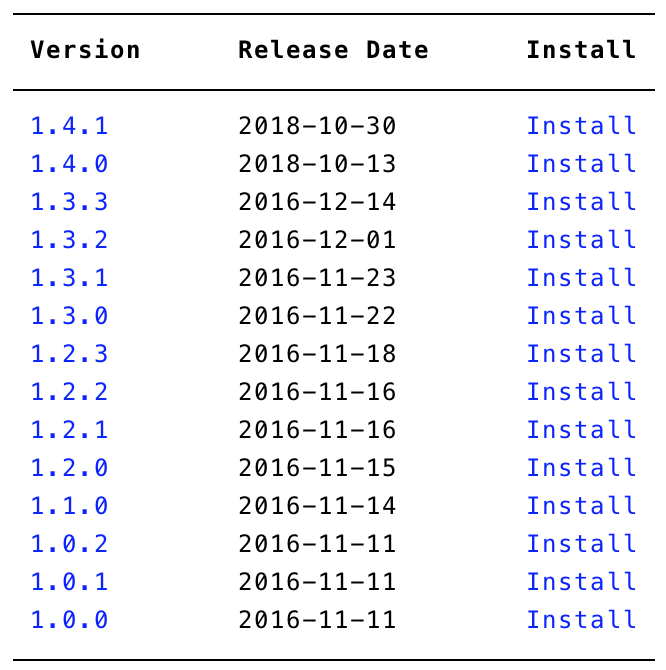 Version Release Date Install
1.4.1 2018-10-30 Install
1.4.0 2018-10-13 Install
1.3.3 2016-12-14 Install
1.3.2 2016-12-01 Install
1.3.1 2016-11-23 Install
1.3.0 2016-11-22 Install
1.2.3 2016-11-18 Install
1.2.2 2016-11-16 Install
1.2.1 2016-11-16 Install
1.2.0 2016-11-15 Install
1.1.0 2016-11-14 Install
1.0.2 2016-11-11 Install
1.0.1 2016-11-11 Install
1.0.0 2016-11-11 Install